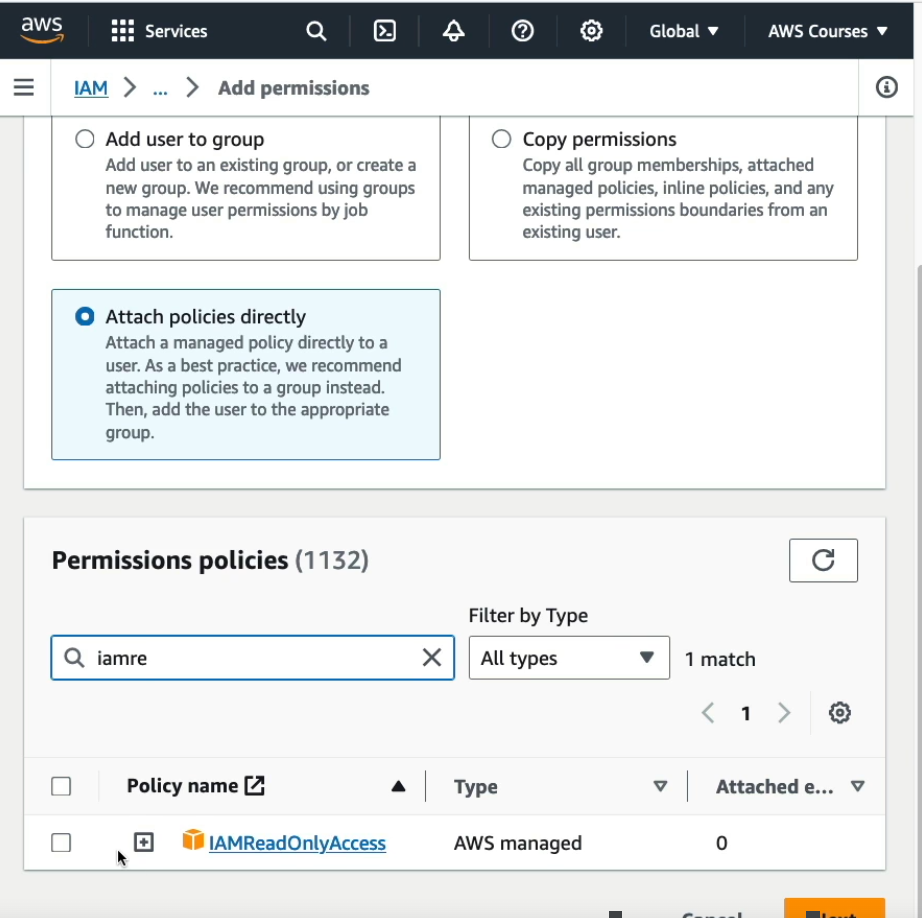 aws Services Global AWS Courses
IAM ... Add permissions
Add user to group
Add user to an existing group, or create a
new group. We recommend using groups
to manage user permissions by job
function.
Copy permissions
Copy all group memberships, attached
managed policies, inline policies, and any
existing permissions boundaries from an
existing user.
Attach policies directly
Attach a managed policy directly to a
user. As a best practice, we recommend
attaching policies to a group instead.
Then, add the user to the appropriate
group.
Permissions policies (1132)
Filter by Type
iamre All types 1 match
1
Policy name Type Attached e...
IAMReadOnlyAccess AWS managed 0
Cancel